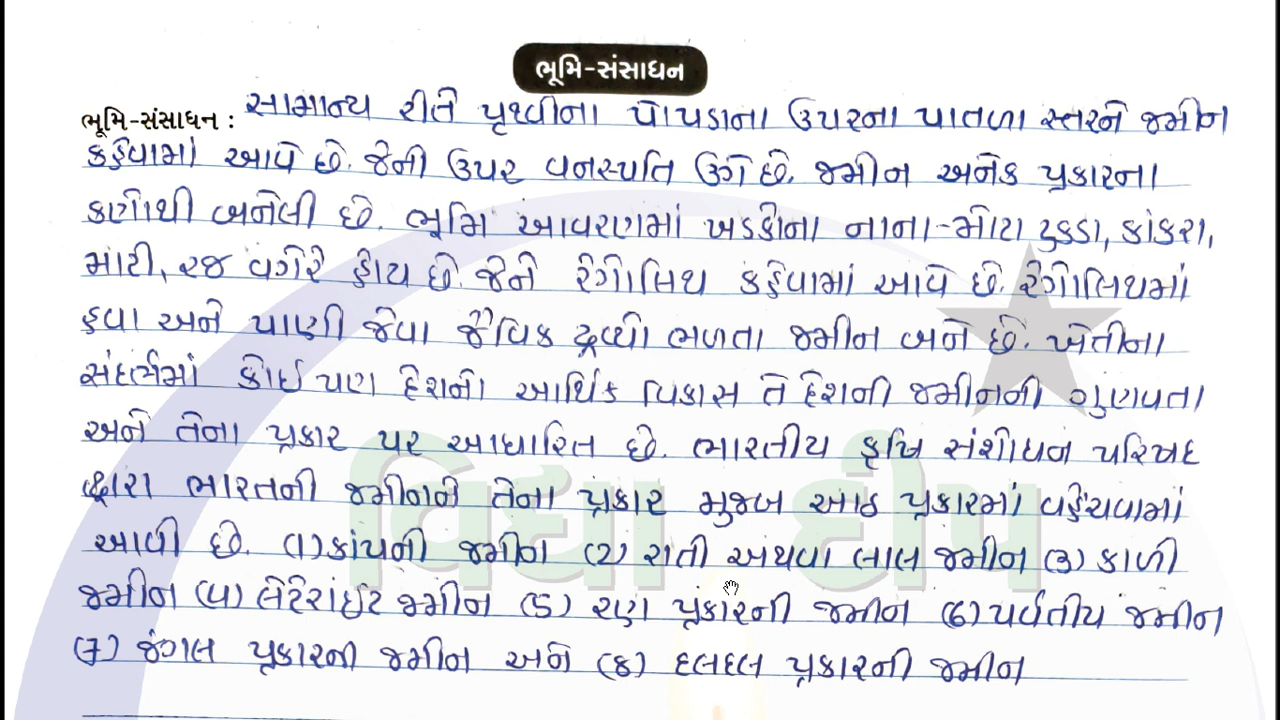 ભૂમિ-સંસાધન
ભૂમિ-સંસાધન : સામાન્ય રીતે પૃથ્વીના પોપડાના ઉપરના પાતળા સ્તરને જમીન
કહેવામાં આવે છે. જેની ઉપર વનસ્પતિ ઊગે છે. જમીન અનેક પ્રકારના
કણોથી બનેલી છે. ભૂમિ આવરણમાં ખડકોના નાના-મોટા ટુકડા, કાંકરા,
માટી, રજ વગેરે હોય છે. જેને રેગોલિથ કહેવામાં આવે છે. રેગોલિથમાં
હવા અને પાણી જેવા જૈવિક દ્રવ્યો ભળતા જમીન બને છે. ખેતીના
સંદર્ભમાં કોઈ પણ દેશનો આર્થિક વિકાસ તે દેશની જમીનની ગુણવતા
અને તેના પ્રકાર પર આધારિત છે. ભારતીય કૃષિ સંશોધન પરિષદ
દ્વારા ભારતની જમીનને તેના પ્રકાર મુજબ આઠ પ્રકારમાં વહેંચવામાં
આવી છે. (1) કાંપની જમીન (2) રાતી અથવા લાલ જમીન (૩) કાળી
જમીન (૫) લેટેરાઈટ જમીન (5) રણ પ્રકારની જમીન (6) પર્વતીય જમીન
(7) જંગલ પ્રકારની જમીન અને (8) દલદલ પ્રકારની જમીન
વિદ્યા દીપ